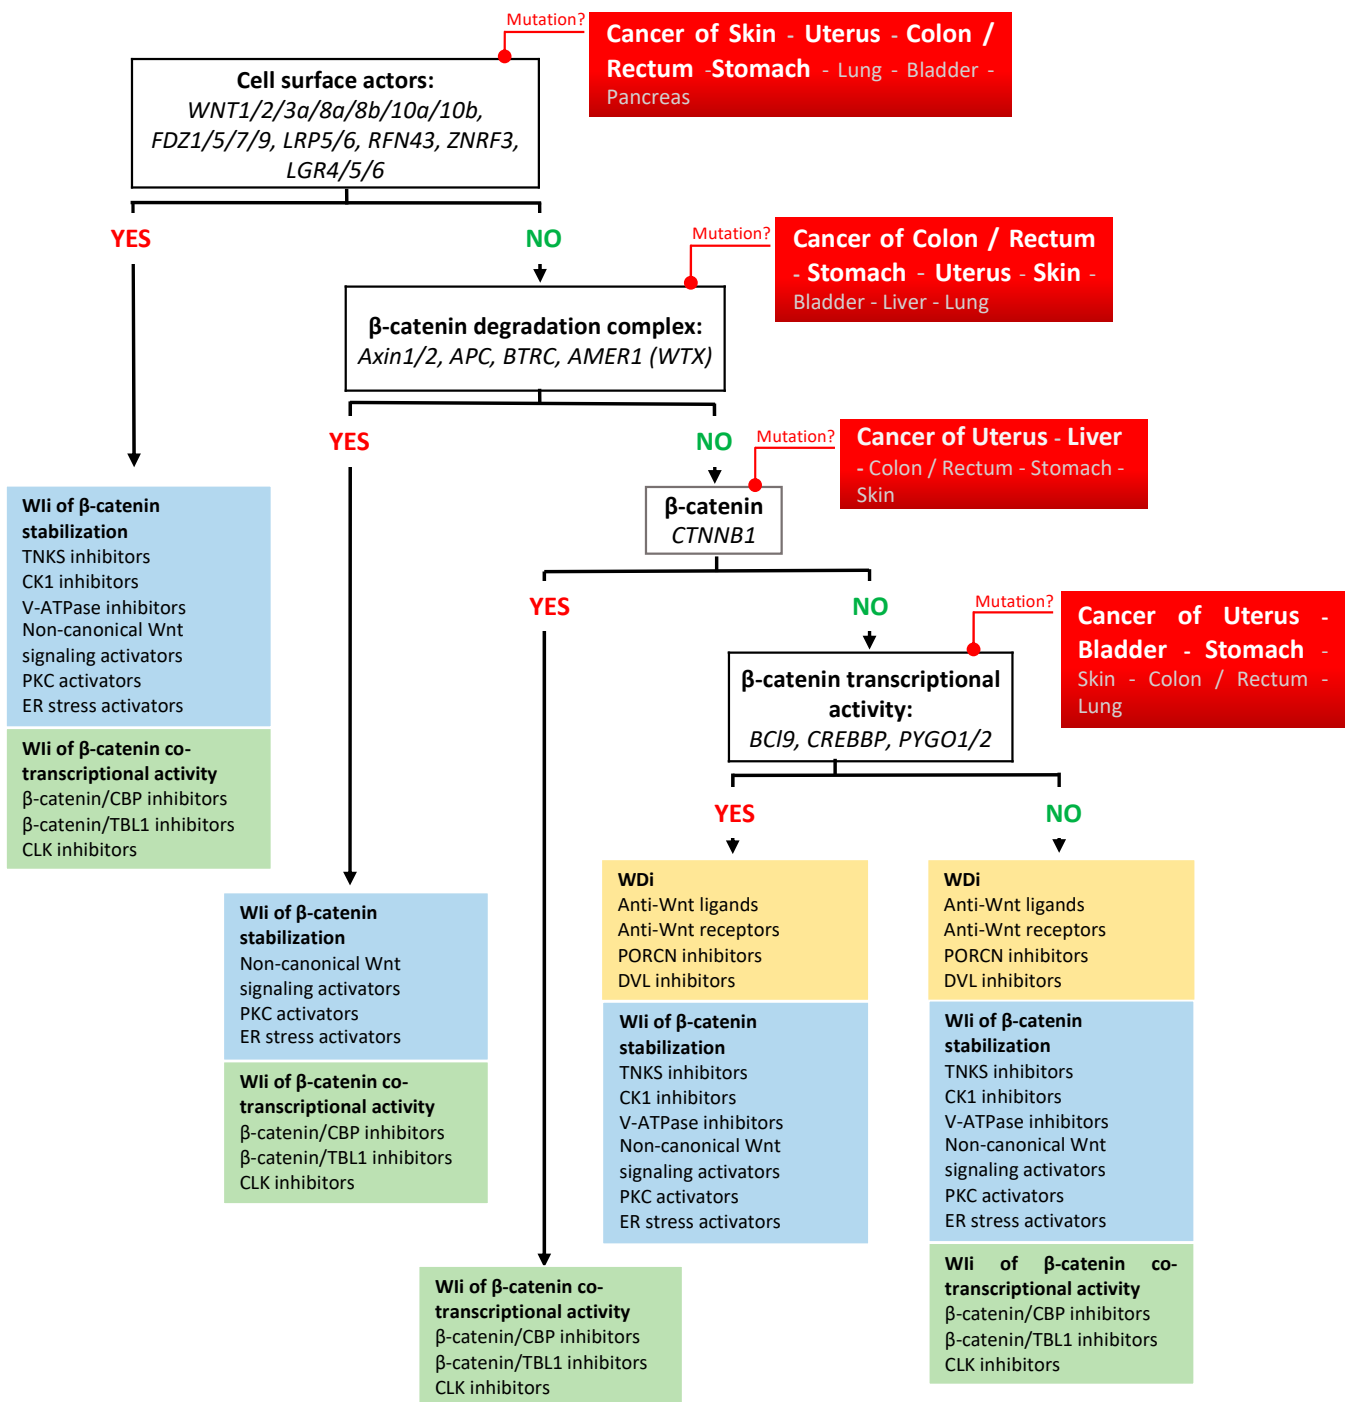 Mutation?
Cancer of Skin - Uterus - Colon /
Rectum -Stomach - Lung - Bladder -
Pancreas
Cell surface actors:
WNT1/2/3a/8a/8b/10a/10b,
FDZ1/5/7/9, LRP5/6, RFN43, ZNRF3,
LGR4/5/6
YES
NO
Mutation?
Cancer of Colon / Rectum
- Stomach - Uterus - Skin -
Bladder - Liver - Lung
β-catenin degradation complex:
Axin1/2, APC, BTRC, AMER1 (WTX)
YES
NO
Mutation?
Cancer of Uterus - Liver
- Colon / Rectum - Stomach -
Skin
β-catenin
CTNNB1
YES
NO
Mutation?
Cancer of Uterus -
Bladder - Stomach -
Skin - Colon / Rectum -
Lung
β-catenin transcriptional
activity:
BCl9, CREBBP, PYGO1/2
YES
NO
WIi of β-catenin
stabilization
TNKS inhibitors
CK1 inhibitors
V-ATPase inhibitors
Non-canonical Wnt
signaling activators
PKC activators
ER stress activators
WIi of β-catenin co-
transcriptional activity
β-catenin/CBP inhibitors
β-catenin/TBL1 inhibitors
CLK inhibitors
WIi of β-catenin
stabilization
Non-canonical Wnt
signaling activators
PKC activators
ER stress activators
WIi of β-catenin co-
transcriptional activity
β-catenin/CBP inhibitors
β-catenin/TBL1 inhibitors
CLK inhibitors
WIi of β-catenin co-
transcriptional activity
β-catenin/CBP inhibitors
β-catenin/TBL1 inhibitors
CLK inhibitors
WDi
Anti-Wnt ligands
Anti-Wnt receptors
PORCN inhibitors
DVL inhibitors
WIi of β-catenin
stabilization
TNKS inhibitors
CK1 inhibitors
V-ATPase inhibitors
Non-canonical Wnt
signaling activators
PKC activators
ER stress activators
WDi
Anti-Wnt ligands
Anti-Wnt receptors
PORCN inhibitors
DVL inhibitors
WIi of β-catenin
stabilization
TNKS inhibitors
CK1 inhibitors
V-ATPase inhibitors
Non-canonical Wnt
signaling activators
PKC activators
ER stress activators
WIi of β-catenin co-
transcriptional activity
β-catenin/CBP inhibitors
β-catenin/TBL1 inhibitors
CLK inhibitors